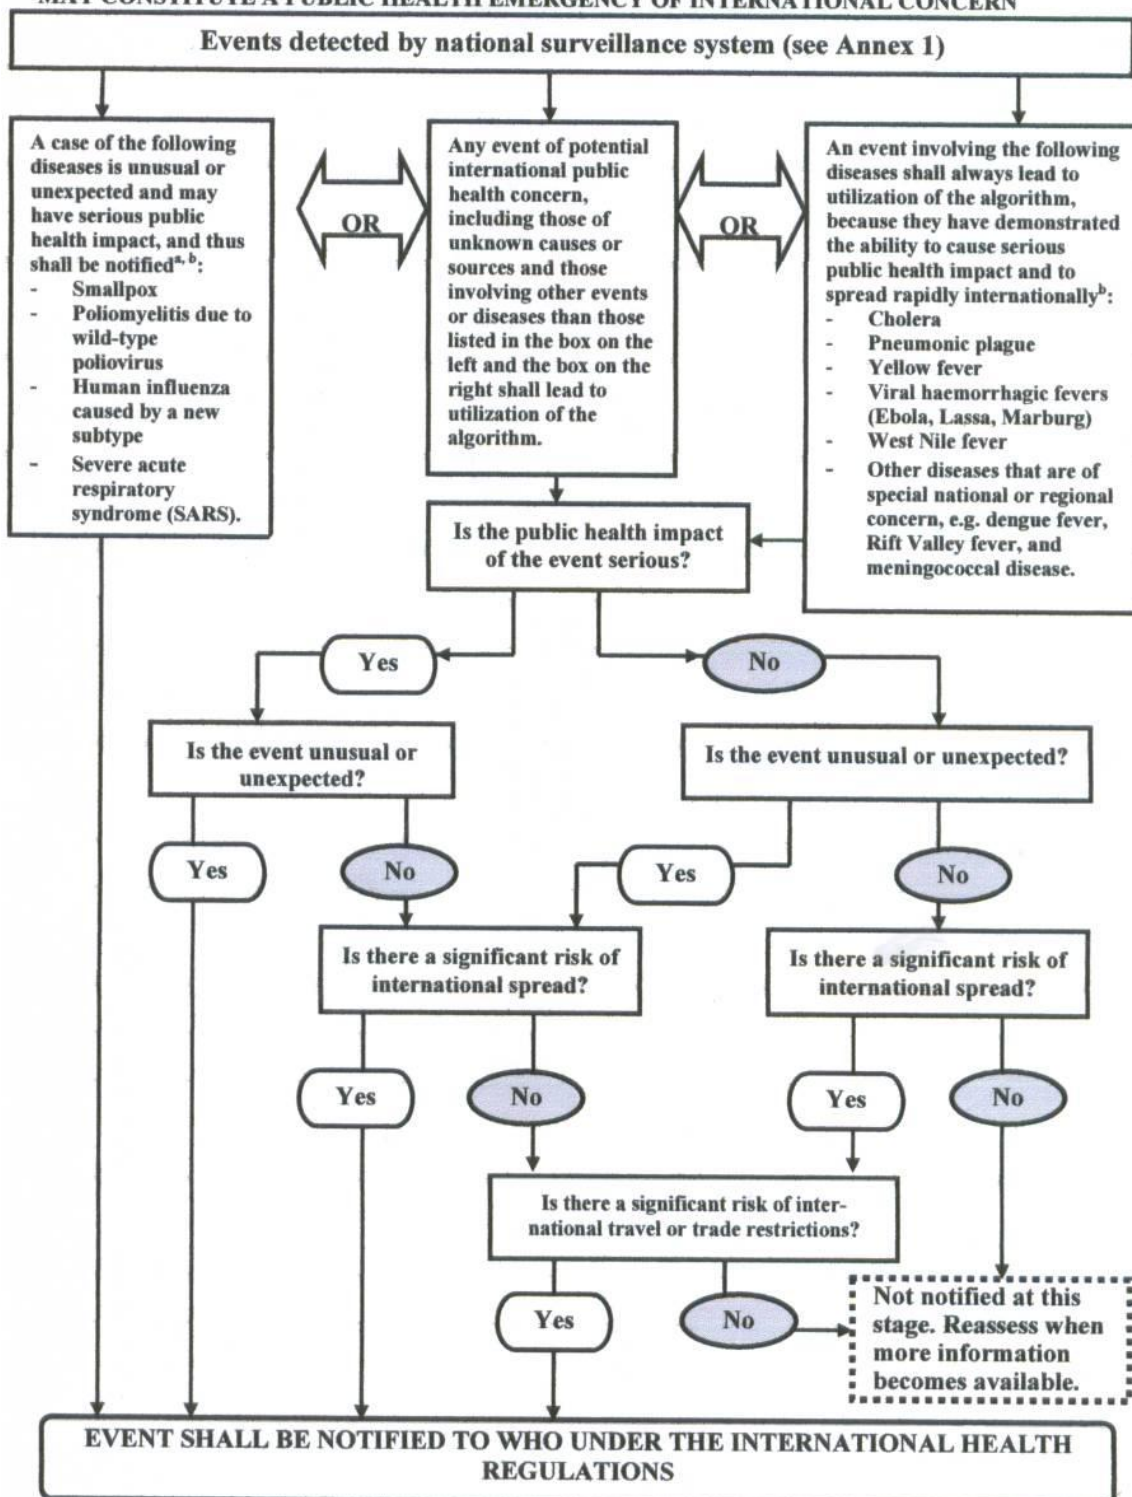 MAY CONSTITUTE A PUBLIC HEALTH EMERGENCY OF INTERNATIONAL CONCERN
Events detected by national surveillance system (see Annex 1)
A case of the following
diseases is unusual or
unexpected and may
have serious public
health impact, and thus
shall be notifiedᵃ, ᵇ:
- Smallpox
- Poliomyelitis due to
wild-type
poliovirus
- Human influenza
caused by a new
subtype
- Severe acute
respiratory
syndrome (SARS).
OR
Any event of potential
international public
health concern,
including those of
unknown causes or
sources and those
involving other events
or diseases than those
listed in the box on the
left and the box on the
right shall lead to
utilization of the
algorithm.
OR
An event involving the following
diseases shall always lead to
utilization of the algorithm,
because they have demonstrated
the ability to cause serious
public health impact and to
spread rapidly internationallyᵇ:
- Cholera
- Pneumonic plague
- Yellow fever
- Viral haemorrhagic fevers
(Ebola, Lassa, Marburg)
- West Nile fever
- Other diseases that are of
special national or regional
concern, e.g. dengue fever,
Rift Valley fever, and
meningococcal disease.
Is the public health impact
of the event serious?
Yes
No
Is the event unusual or
unexpected?
Is the event unusual or unexpected?
Yes
No
Yes
No
Is there a significant risk of
international spread?
Is there a significant risk of
international spread?
Yes
No
Yes
No
Is there a significant risk of inter-
national travel or trade restrictions?
Yes
No
Not notified at this
stage. Reassess when
more information
becomes available.
EVENT SHALL BE NOTIFIED TO WHO UNDER THE INTERNATIONAL HEALTH
REGULATIONS